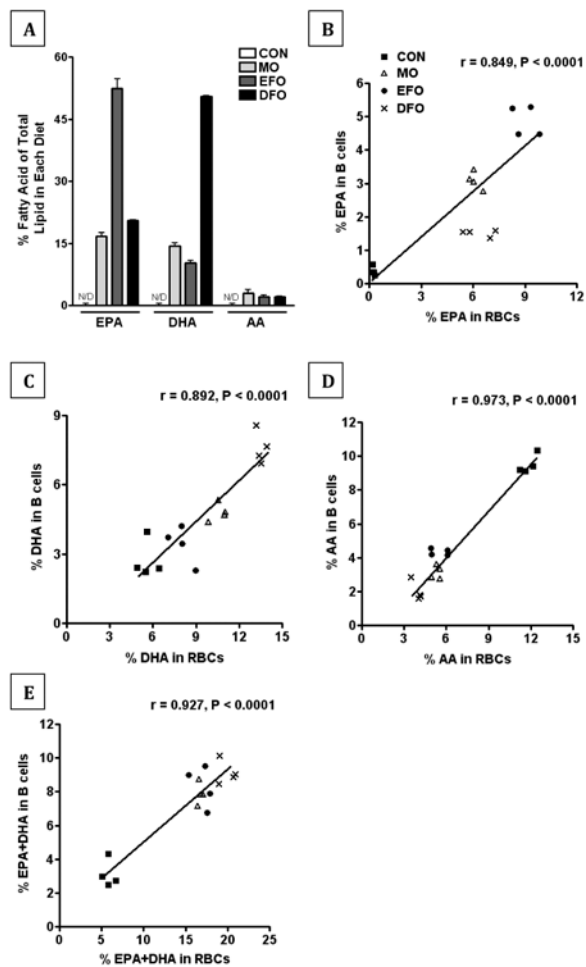 A
60
45
30
15
0
% Fatty Acid of Total
Lipid in Each Diet
CON
MO
EFO
DFO
N/D
N/D
N/D
EPA
DHA
AA
B
CON
MO
EFO
DFO
r = 0.849, P < 0.0001
6
5
4
3
2
1
0
% EPA in B cells
0
3
6
9
12
% EPA in RBCs
C
r = 0.892, P < 0.0001
9
6
3
0
% DHA in B cells
0
3
6
9
12
15
% DHA in RBCs
D
r = 0.973, P < 0.0001
12
10
8
6
4
2
0
% AA in B cells
0
2
4
6
8
10
12
14
% AA in RBCs
E
r = 0.927, P < 0.0001
12
10
8
6
4
2
0
% EPA+DHA in B cells
0
5
10
15
20
25
% EPA+DHA in RBCs